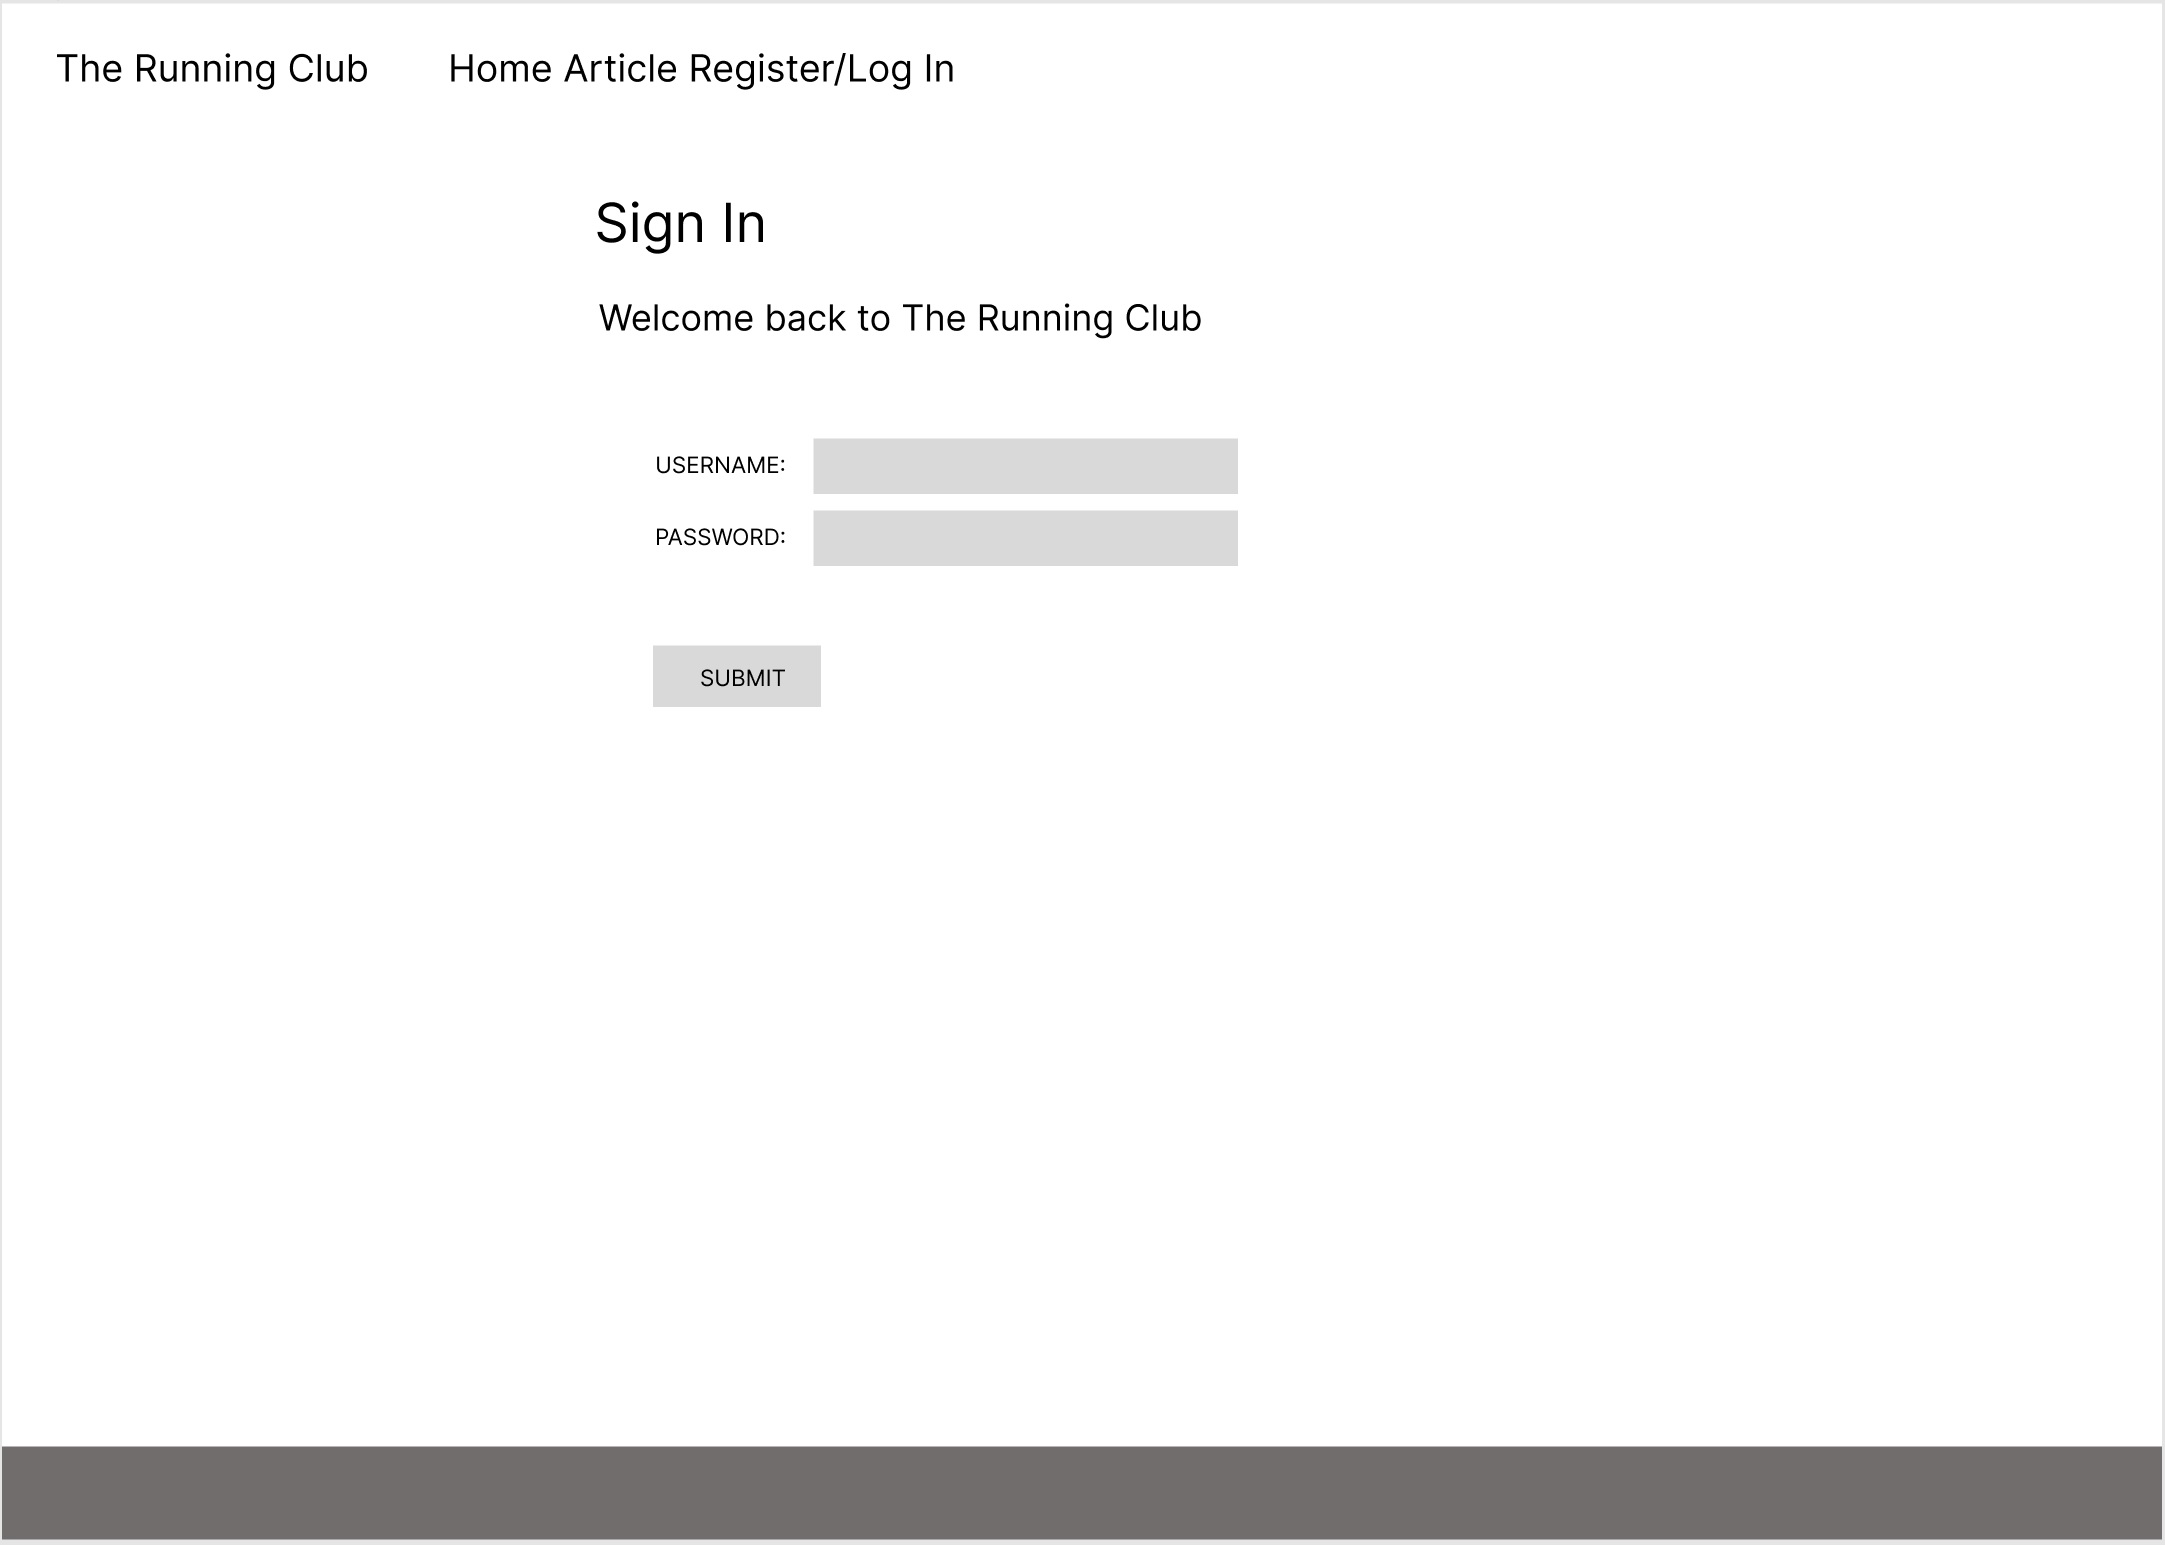 The Running Club Home Article Register/Log In
Sign In
Welcome back to The Running Club
USERNAME:
PASSWORD:
SUBMIT